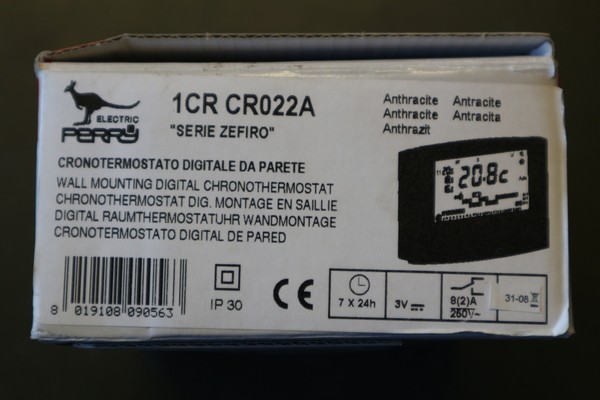 ELECTRIC
PERRY
1CR CR022A
"SERIE ZEFIRO"
Anthracite Antracite
Anthracite Antracita
Anthrazit
CRONOTERMOSTATO DIGITALE DA PARETE
WALL MOUNTING DIGITAL CHRONOTHERMOSTAT
CHRONOTHERMOSTAT DIG. MONTAGE EN SAILLIE
DIGITAL RAUMTHERMOSTATUHR WANDMONTAGE
CRONOTERMOSTATO DIGITAL DE PARED
20.8c
8 019108 090563
IP 30
CE
7 X 24h
3V
8(2)A
250V~
31-08